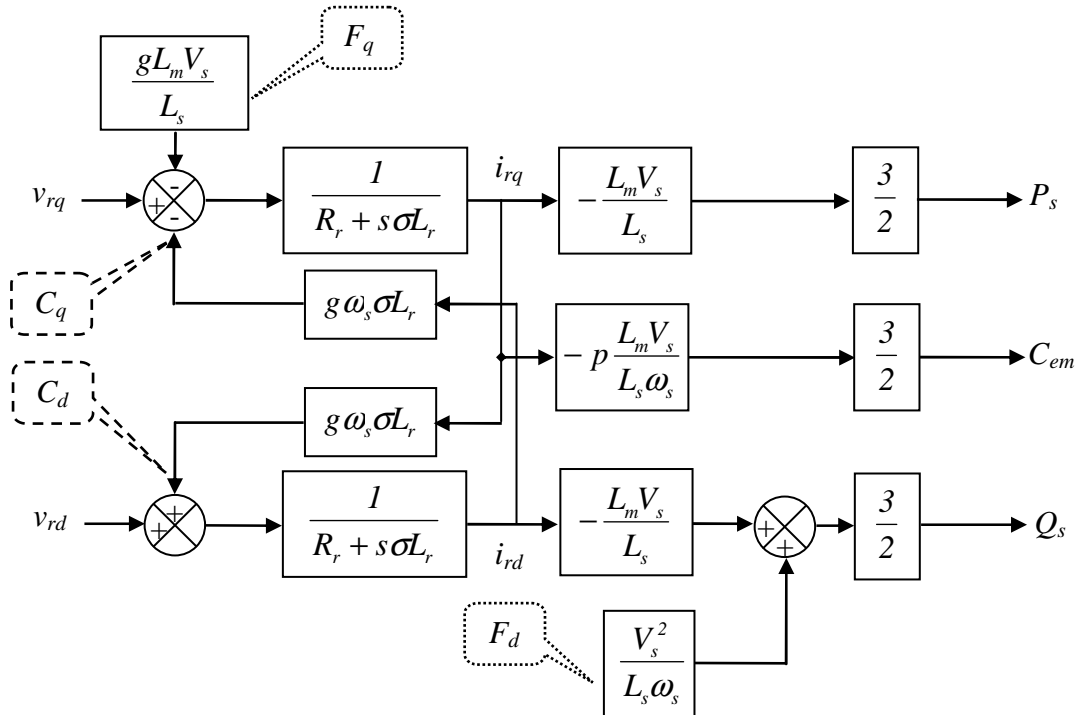 gL_mV_s / L_s
F_q
v_rq
+ - -
1 / (R_r + sσL_r)
i_rq
- L_mV_s / L_s
3 / 2
P_s
C_q
gω_sσL_r
- p L_mV_s / L_sω_s
3 / 2
C_em
C_d
gω_sσL_r
v_rd
+ +
1 / (R_r + sσL_r)
i_rd
- L_mV_s / L_s
+ +
3 / 2
Q_s
F_d
V_s^2 / L_sω_s